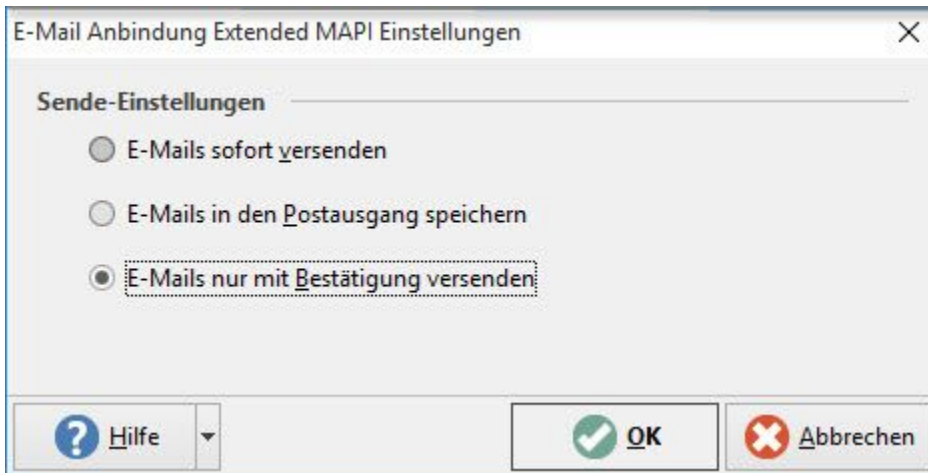 E-Mail Anbindung Extended MAPI Einstellungen
Sende-Einstellungen
E-Mails sofort versenden
E-Mails in den Postausgang speichern
E-Mails nur mit Bestätigung versenden
Hilfe
OK
Abbrechen